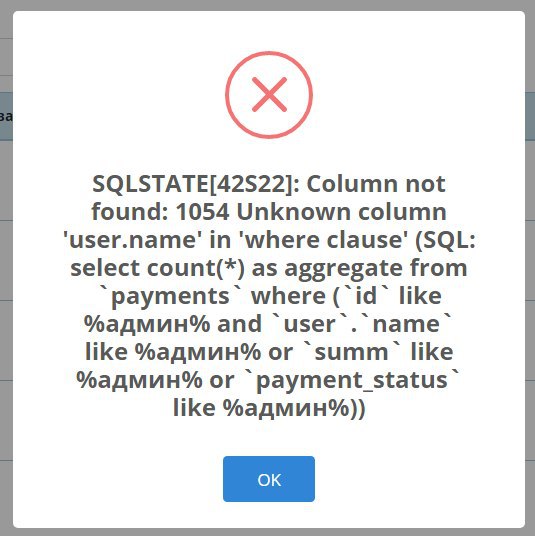 ва
SQLSTATE[42S22]: Column not
found: 1054 Unknown column
'user.name' in 'where clause' (SQL:
select count(*) as aggregate from
`payments` where (`id` like
%админ% and `user`.`name`
like %админ% or `summ` like
%админ% or `payment_status`
like %админ%))
OK